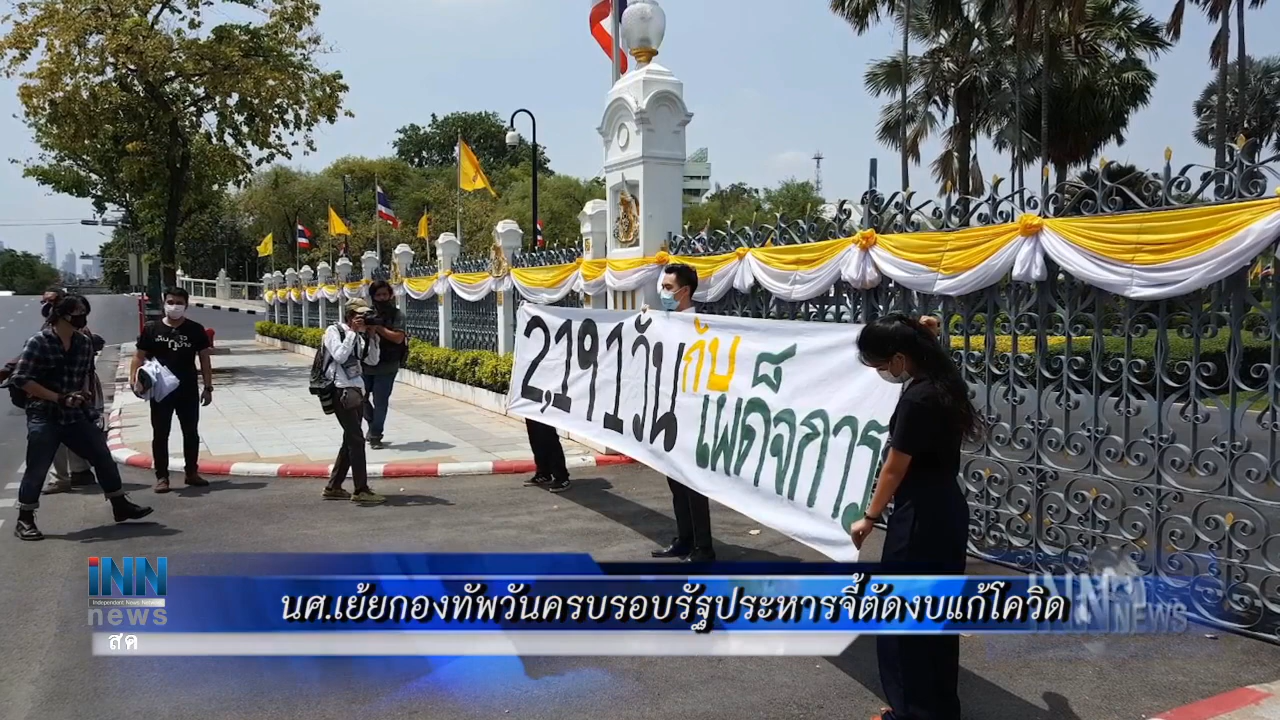 2,191วัน กับ เผด็จการ
iNN
Independent News Network
news
สด
นศ.เย้ยกองทัพวันครบรอบรัฐประหารจี้ตัดงบแก้โควิด
INN
NEWS